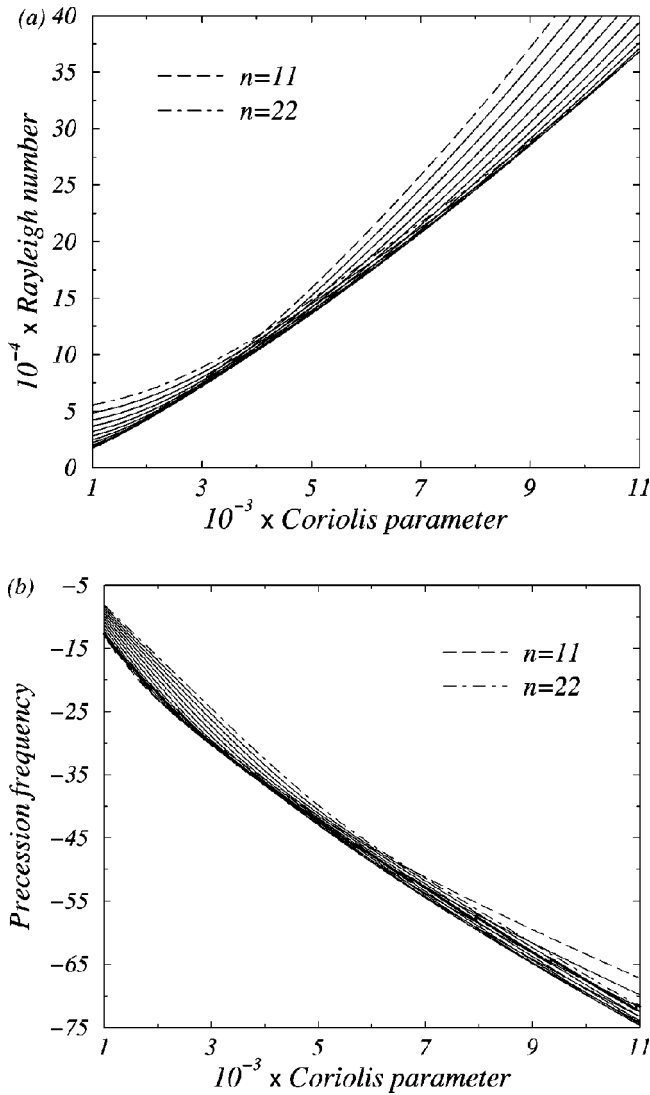 (a)
40
35
30
25
20
15
10
5
0
10⁻⁴ x Rayleigh number
n=11
n=22
1 3 5 7 9 11
10⁻³ x Coriolis parameter
(b)
−5
−15
−25
−35
−45
−55
−65
−75
Precession frequency
n=11
n=22
1 3 5 7 9 11
10⁻³ x Coriolis parameter